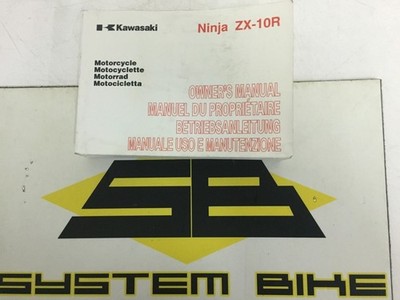 Kawasaki
Ninja ZX-10R
Motorcycle
Motocyclette
Motorrad
Motocicletta
OWNER'S MANUAL
MANUEL DU PROPRIÉTAIRE
BETRIEBSANLEITUNG
MANUALE USO E MANUTENZIONE
SB
SYSTEM BIKE